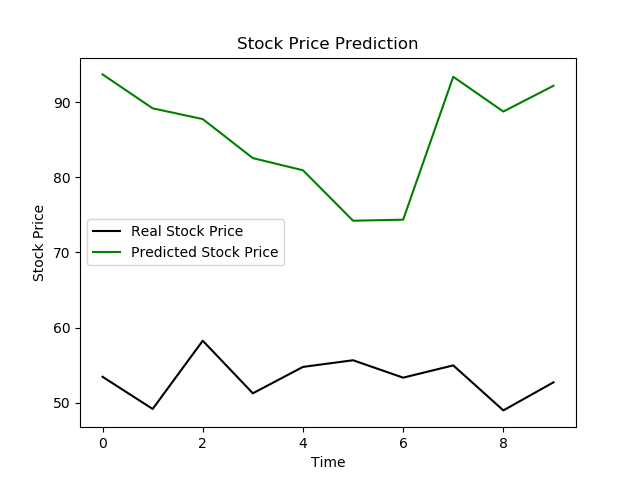 Stock Price Prediction
90
80
70
60
50
Stock Price
Real Stock Price
Predicted Stock Price
0 2 4 6 8
Time